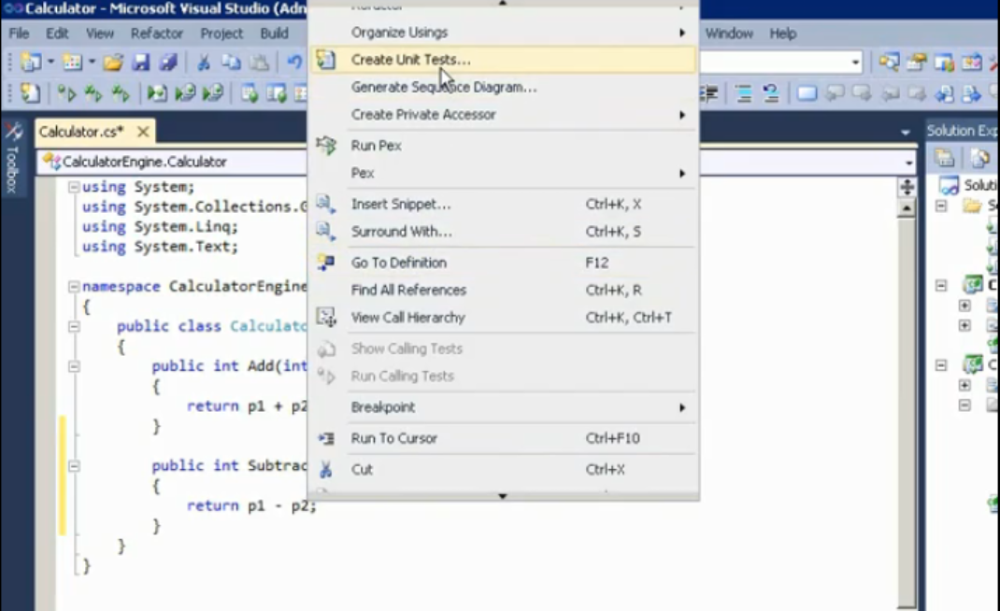 Calculator - Microsoft Visual Studio (Adn
File Edit View Refactor Project Build Window Help
Organize Usings
Create Unit Tests...
Generate Sequence Diagram...
Create Private Accessor
Run Pex
Pex
Insert Snippet... Ctrl+K, X
Surround With... Ctrl+K, S
Go To Definition F12
Find All References Ctrl+K, R
View Call Hierarchy Ctrl+K, Ctrl+T
Show Calling Tests
Run Calling Tests
Breakpoint
Run To Cursor Ctrl+F10
Cut Ctrl+X
Toolbox
Calculator.cs*
CalculatorEngine.Calculator
using System;
using System.Collections.G
using System.Linq;
using System.Text;
namespace CalculatorEngine
{
public class Calculato
{
public int Add(int
{
return p1 + p2
}
public int Subtrac
{
return p1 - p2;
}
}
}
Solution Exp
Soluti